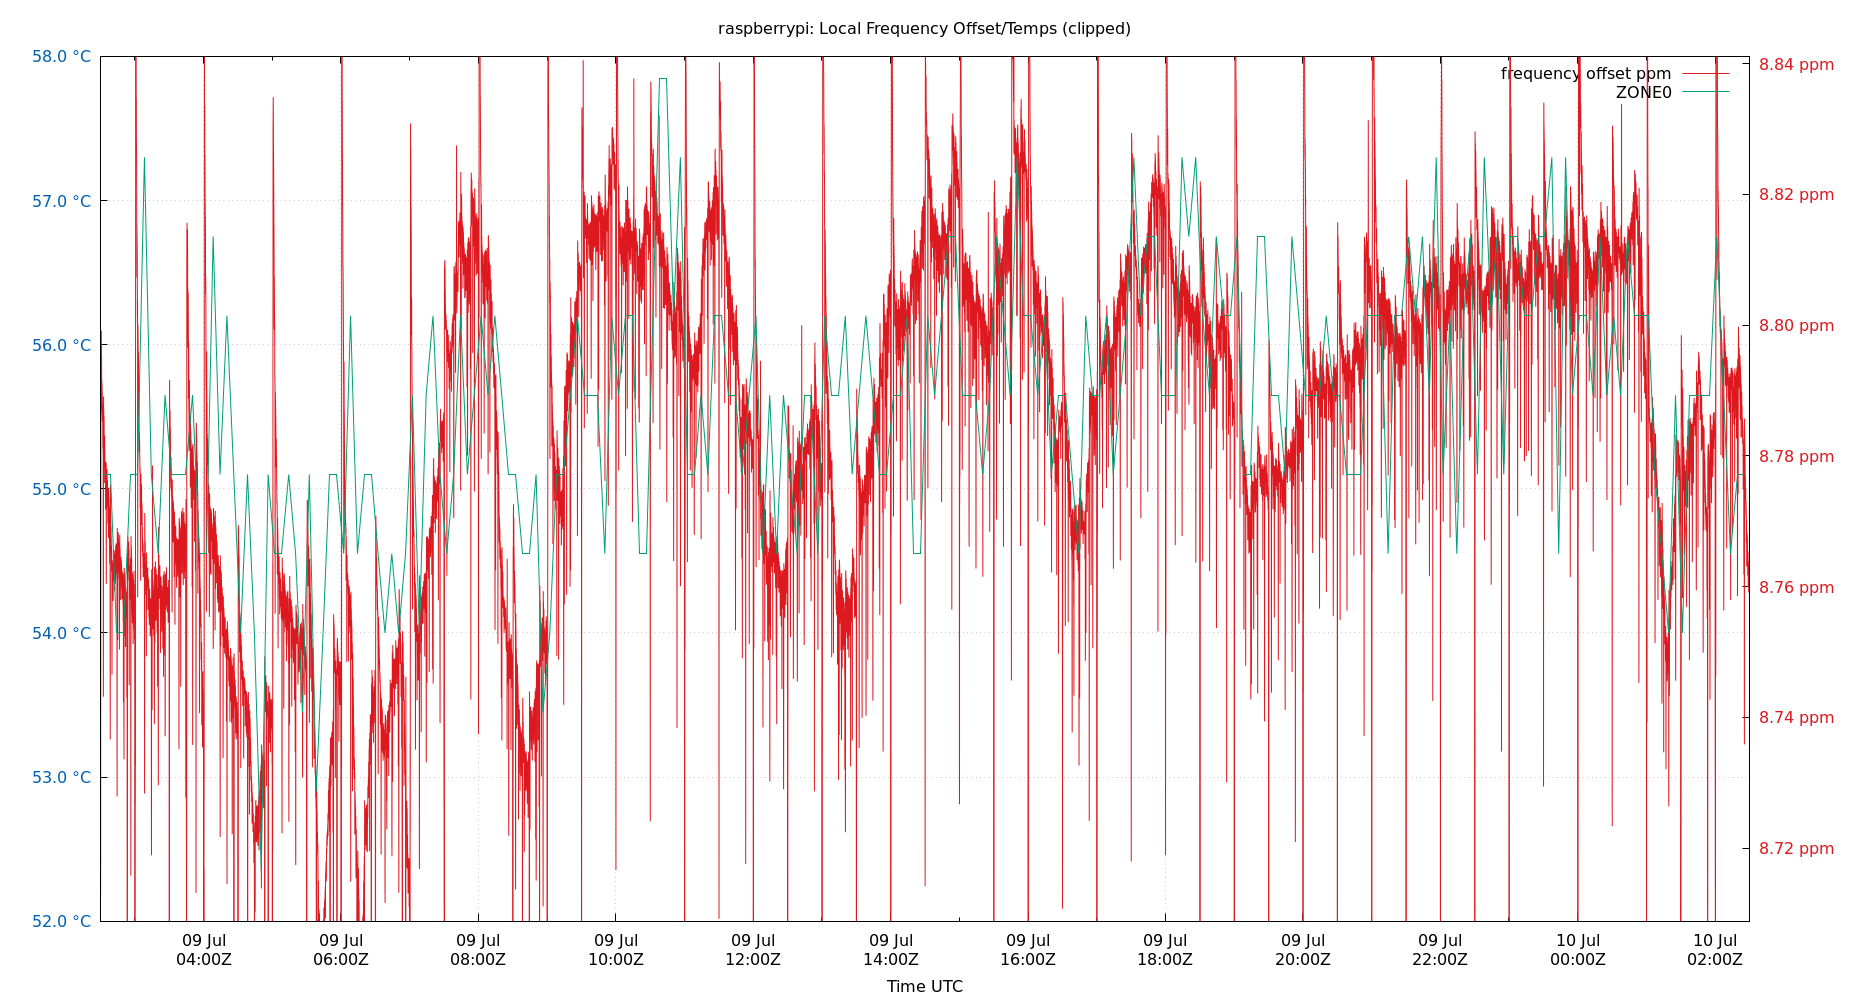 raspberrypi: Local Frequency Offset/Temps (clipped)
58.0 °C
57.0 °C
56.0 °C
55.0 °C
54.0 °C
53.0 °C
52.0 °C
8.84 ppm
8.82 ppm
8.80 ppm
8.78 ppm
8.76 ppm
8.74 ppm
8.72 ppm
frequency offset ppm
ZONE0
09 Jul 09 Jul 09 Jul 09 Jul 09 Jul 09 Jul 09 Jul 09 Jul 09 Jul 09 Jul 10 Jul 10 Jul
04:00Z 06:00Z 08:00Z 10:00Z 12:00Z 14:00Z 16:00Z 18:00Z 20:00Z 22:00Z 00:00Z 02:00Z
Time UTC